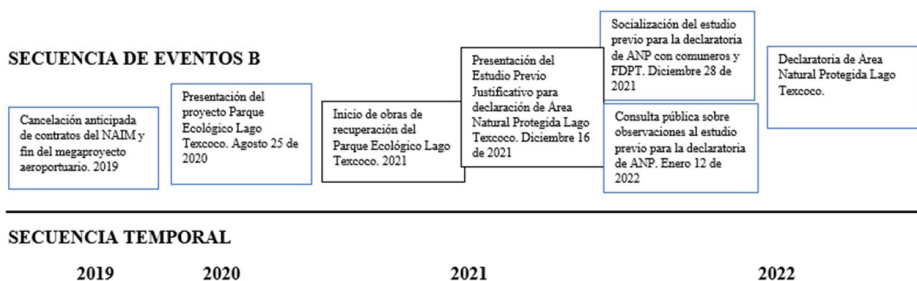 SECUENCIA DE EVENTOS B
Cancelación anticipada
de contratos del NAIM y
fin del megaproyecto
aeroportuario. 2019
Presentación del
proyecto Parque
Ecológico Lago
Texcoco. Agosto 25 de
2020
Inicio de obras de
recuperación del
Parque Ecológico Lago
Texcoco. 2021
Presentación del
Estudio Previo
Justificativo para
declaración de Área
Natural Protegida Lago
Texcoco. Diciembre 16
de 2021
Socialización del estudio
previo para la declaratoria
de ANP con comuneros y
FDPT. Diciembre 28 de
2021
Consulta pública sobre
observaciones al estudio
previo para la declaratoria
de ANP. Enero 12 de
2022
Declaratoria de Área
Natural Protegida Lago
Texcoco.
SECUENCIA TEMPORAL
2019 2020 2021 2022